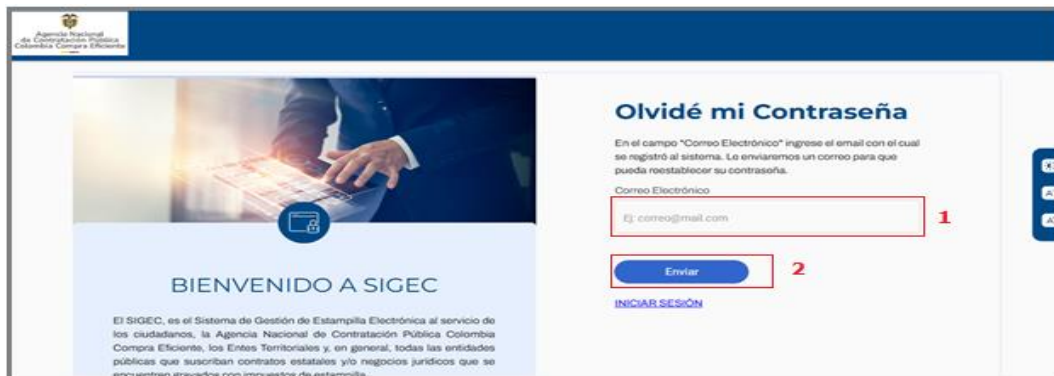 Agencia Nacional
de Contratación Pública
Colombia Compra Eficiente
Olvidé mi Contraseña
En el campo "Correo Electrónico" ingrese el email con el cual
se registró al sistema. Le enviaremos un correo para que
pueda reestablecer su contraseña.
Correo Electrónico
Ej: correo@mail.com
1
Enviar
2
INICIAR SESIÓN
BIENVENIDO A SIGEC
El SIGEC, es el Sistema de Gestión de Estampilla Electrónica al servicio de
los ciudadanos, la Agencia Nacional de Contratación Pública Colombia
Compra Eficiente, los Entes Territoriales y, en general, todas las entidades
públicas que suscriban contratos estatales y/o negocios jurídicos que se
encuentren gravados con impuestos de estampilla.